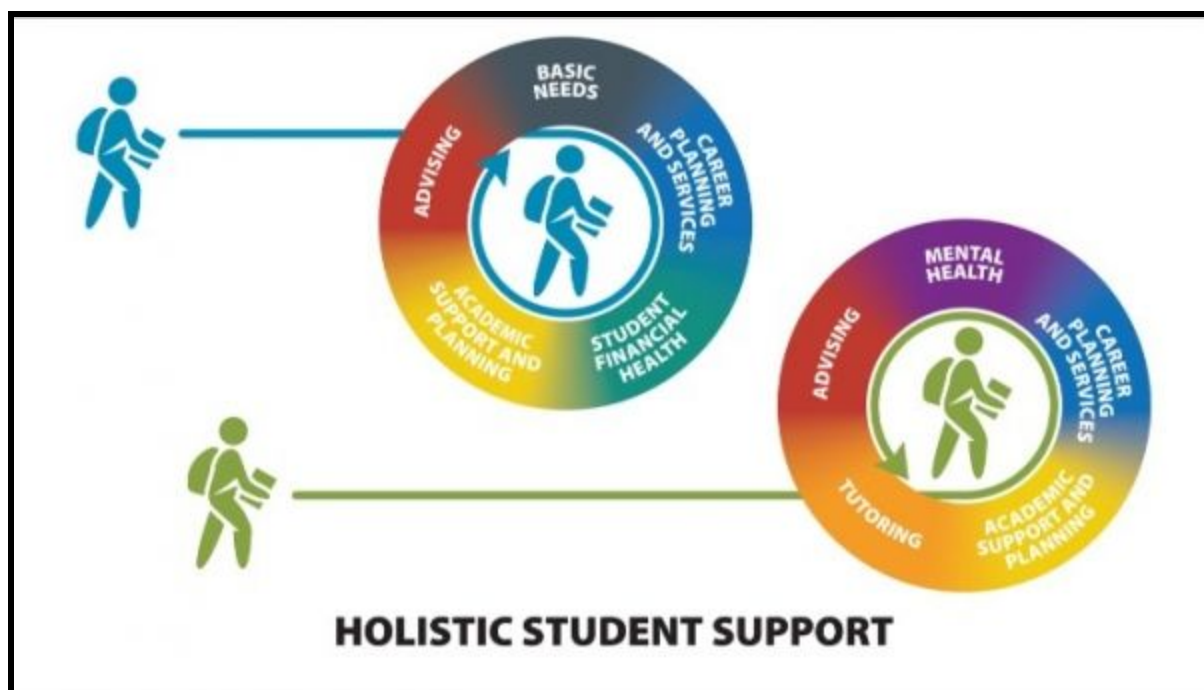 BASIC
NEEDS
CAREER
PLANNING
AND SERVICES
STUDENT
FINANCIAL
HEALTH
ACADEMIC
SUPPORT AND
PLANNING
ADVISING
MENTAL
HEALTH
CAREER
PLANNING
AND SERVICES
ACADEMIC
SUPPORT AND
PLANNING
TUTORING
ADVISING
HOLISTIC STUDENT SUPPORT